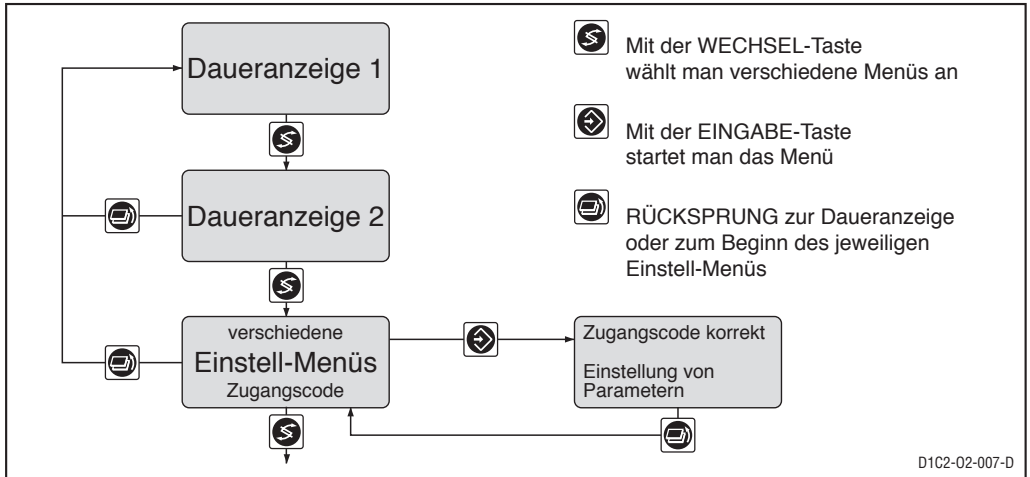 Daueranzeige 1
Daueranzeige 2
verschiedene
Einstell-Menüs
Zugangscode
Zugangscode korrekt
Einstellung von
Parametern
Mit der WECHSEL-Taste
wählt man verschiedene Menüs an
Mit der EINGABE-Taste
startet man das Menü
RÜCKSPRUNG zur Daueranzeige
oder zum Beginn des jeweiligen
Einstell-Menüs
D1C2-O2-007-D